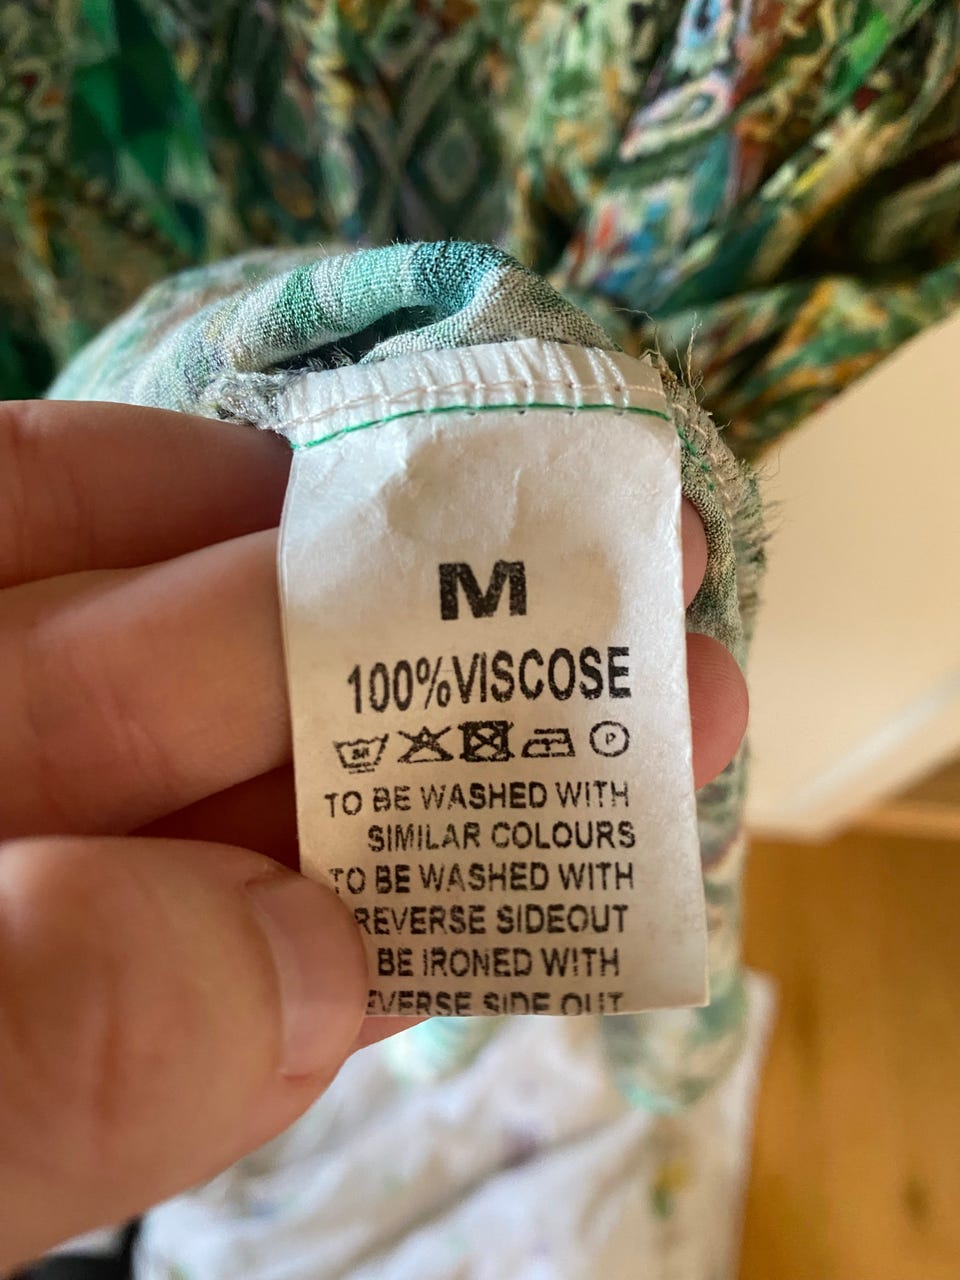 M
100%VISCOSE
P
TO BE WASHED WITH
SIMILAR COLOURS
TO BE WASHED WITH
REVERSE SIDEOUT
BE IRONED WITH
SIDE OUT